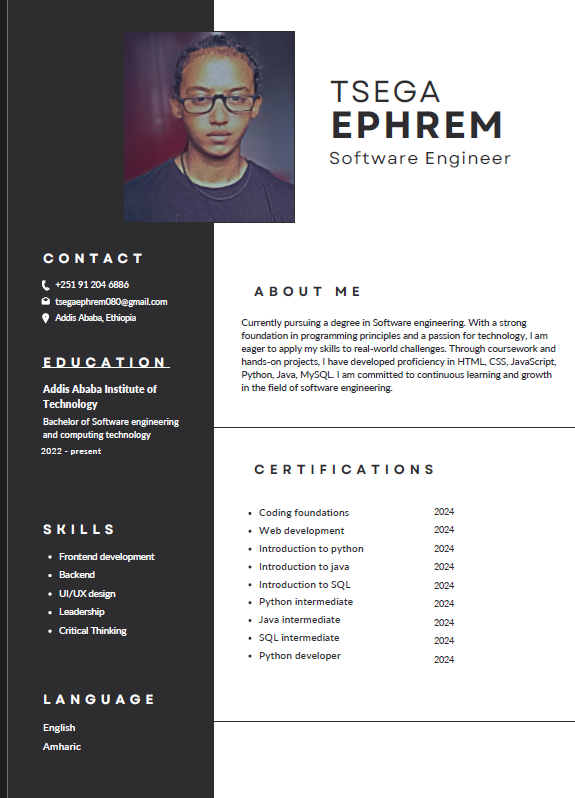 TSEGA
EPHREM
Software Engineer
CONTACT
+251 91 204 6886
tsegaephrem080@gmail.com
Addis Ababa, Ethiopia
EDUCATION
Addis Ababa Institute of
Technology
Bachelor of Software engineering
and computing technology
2022 - present
SKILLS
• Frontend development
• Backend
• UI/UX design
• Leadership
• Critical Thinking
LANGUAGE
English
Amharic
ABOUT ME
Currently pursuing a degree in Software engineering. With a strong
foundation in programming principles and a passion for technology, I am
eager to apply my skills to real-world challenges. Through coursework and
hands-on projects, I have developed proficiency in HTML, CSS, JavaScript,
Python, Java, MySQL. I am committed to continuous learning and growth
in the field of software engineering.
CERTIFICATIONS
• Coding foundations 2024
• Web development 2024
• Introduction to python 2024
• Introduction to java 2024
• Introduction to SQL 2024
• Python intermediate 2024
• Java intermediate 2024
• SQL intermediate 2024
• Python developer 2024